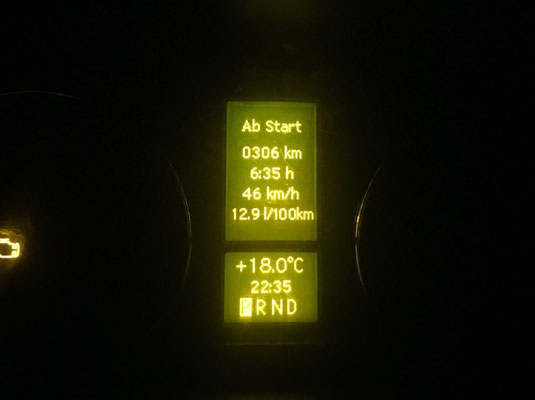 Ab Start
0306 km
6:35 h
46 km/h
12.9 l/100km
+18.0°C
22:35
PRND